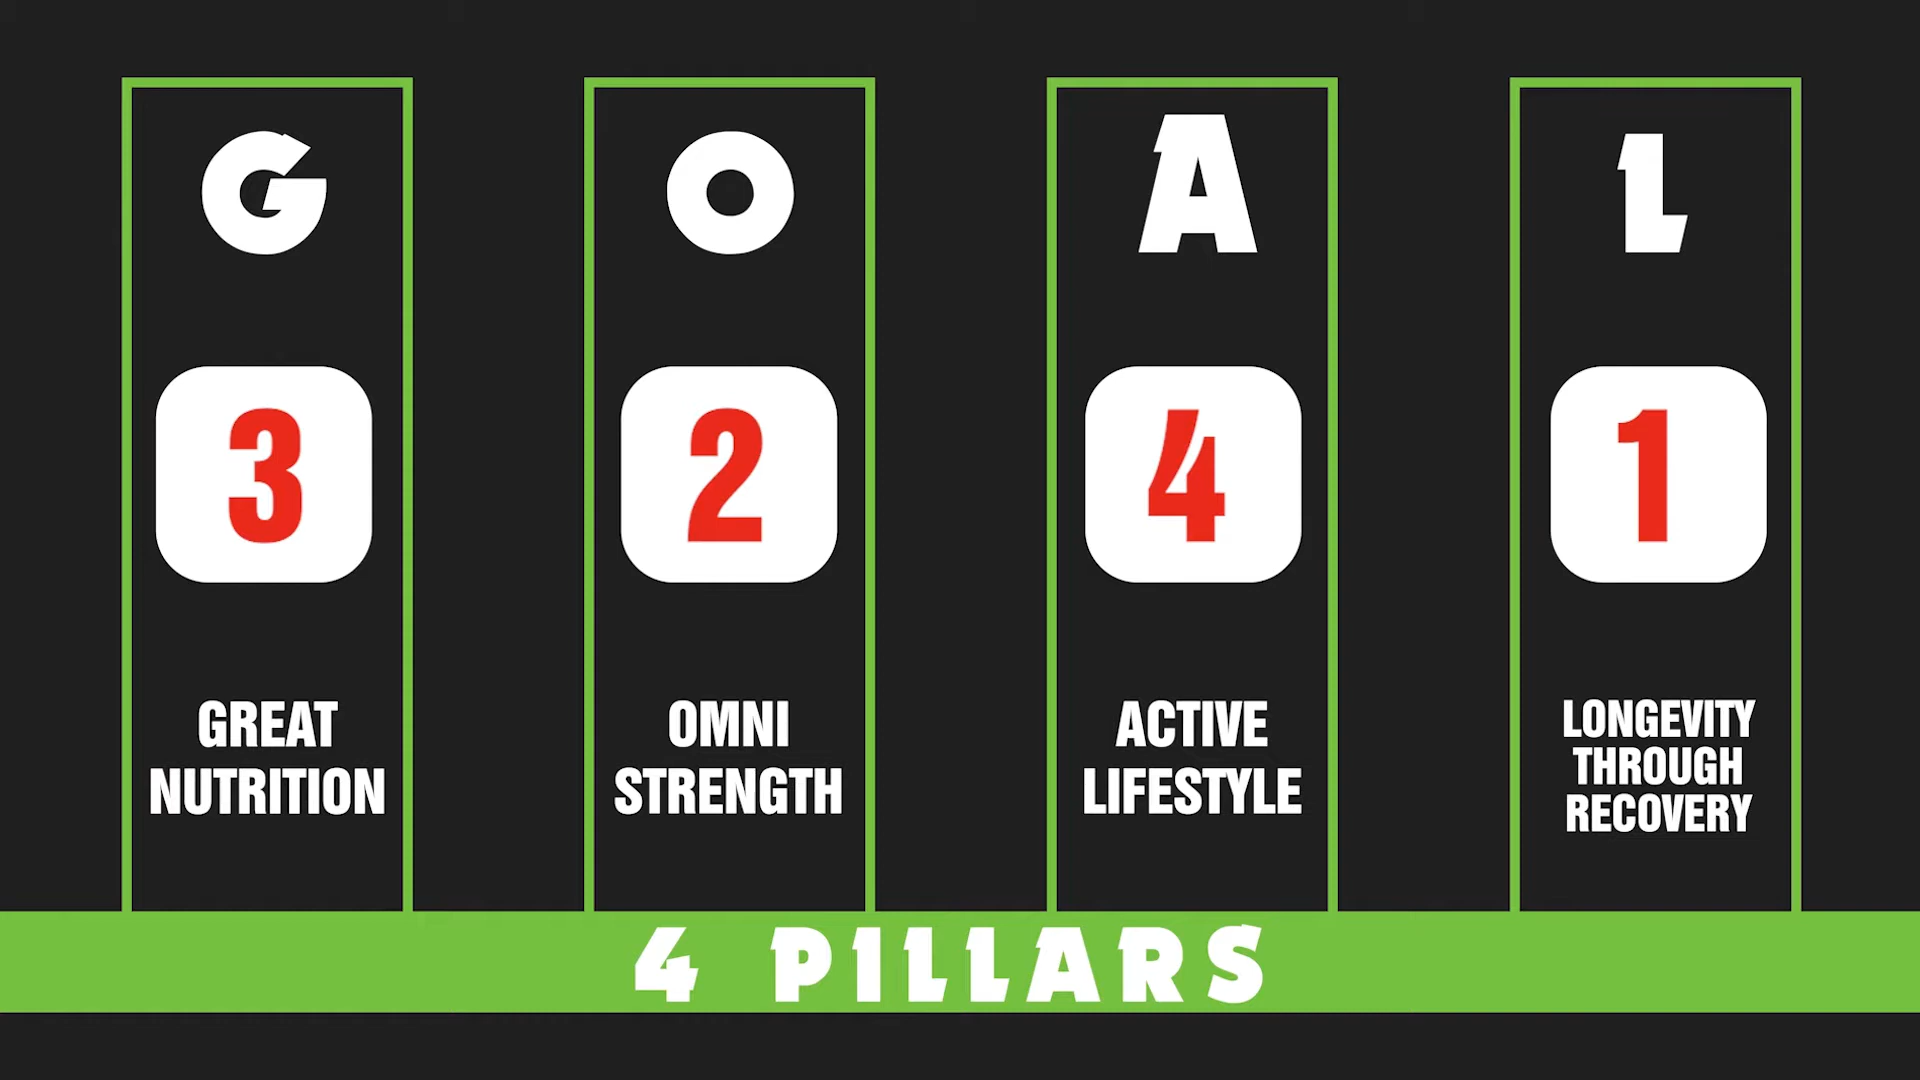 G
3
GREAT
NUTRITION
O
2
OMNI
STRENGTH
A
4
ACTIVE
LIFESTYLE
L
1
LONGEVITY
THROUGH
RECOVERY
4 PILLARS